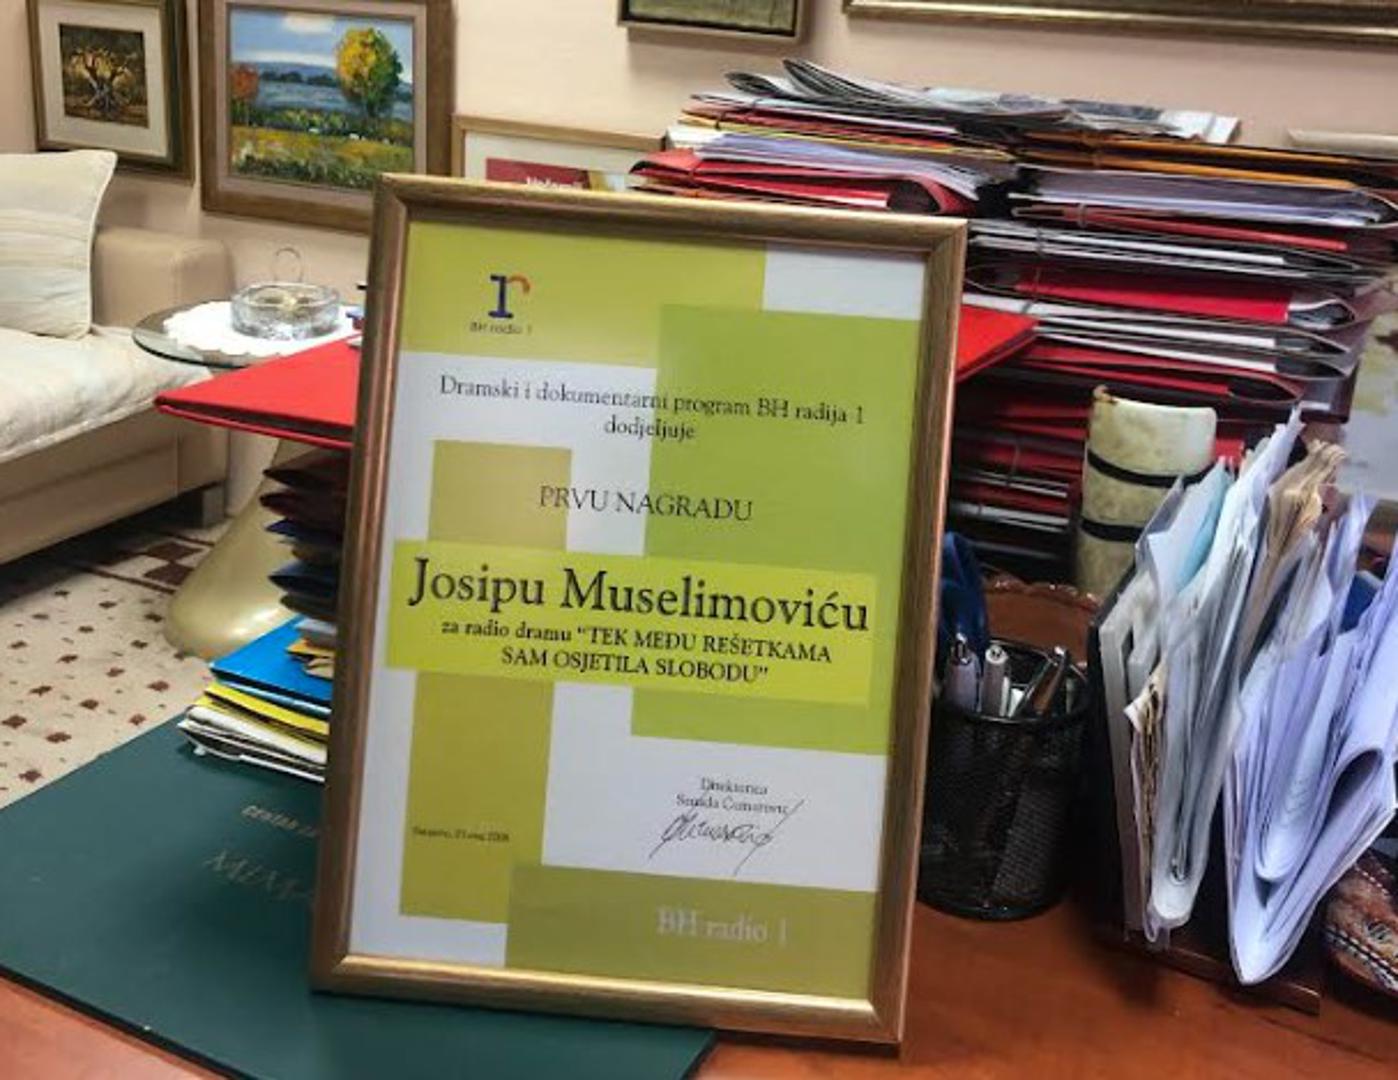 BH radio 1
Dramski i dokumentarni program BH radija 1
dodjeljuje
PRVU NAGRADU
Josipu Muselimoviću
za radio dramu "TEK MEĐU REŠETKAMA
SAM OSJETILA SLOBODU"
Direktorica
BH radio 1
CENTAR